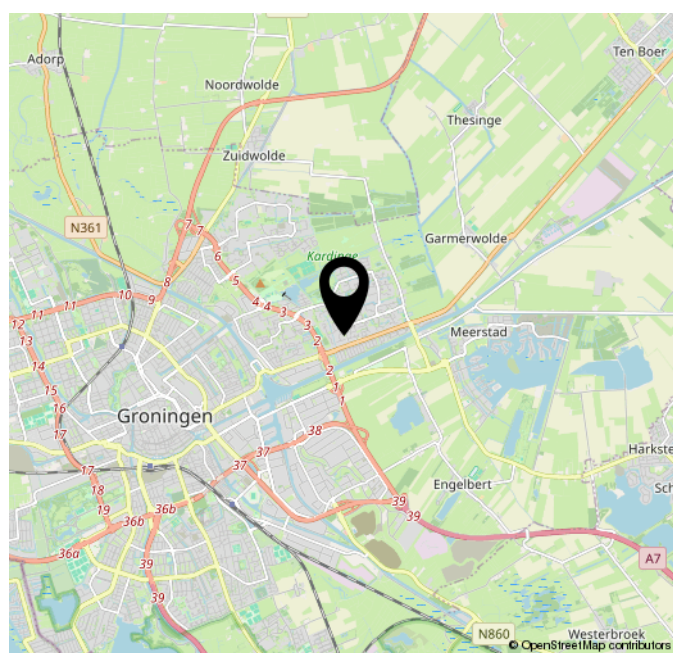 Adorp
Ten Boer
Noordwolde
Thesinge
Zuidwolde
N361
7
7
Garmerwolde
6
Kardinge
5
8
10
9
11
11
4
4
3
3
12
13
2
Meerstad
14
2
1
15
1
16
Groningen
17
38
37
37
Harkste
17
18
Engelbert
Sch
19
36b
36b
39
39
36a
39
A7
39
N860
Westerbroek
© OpenStreetMap contributors